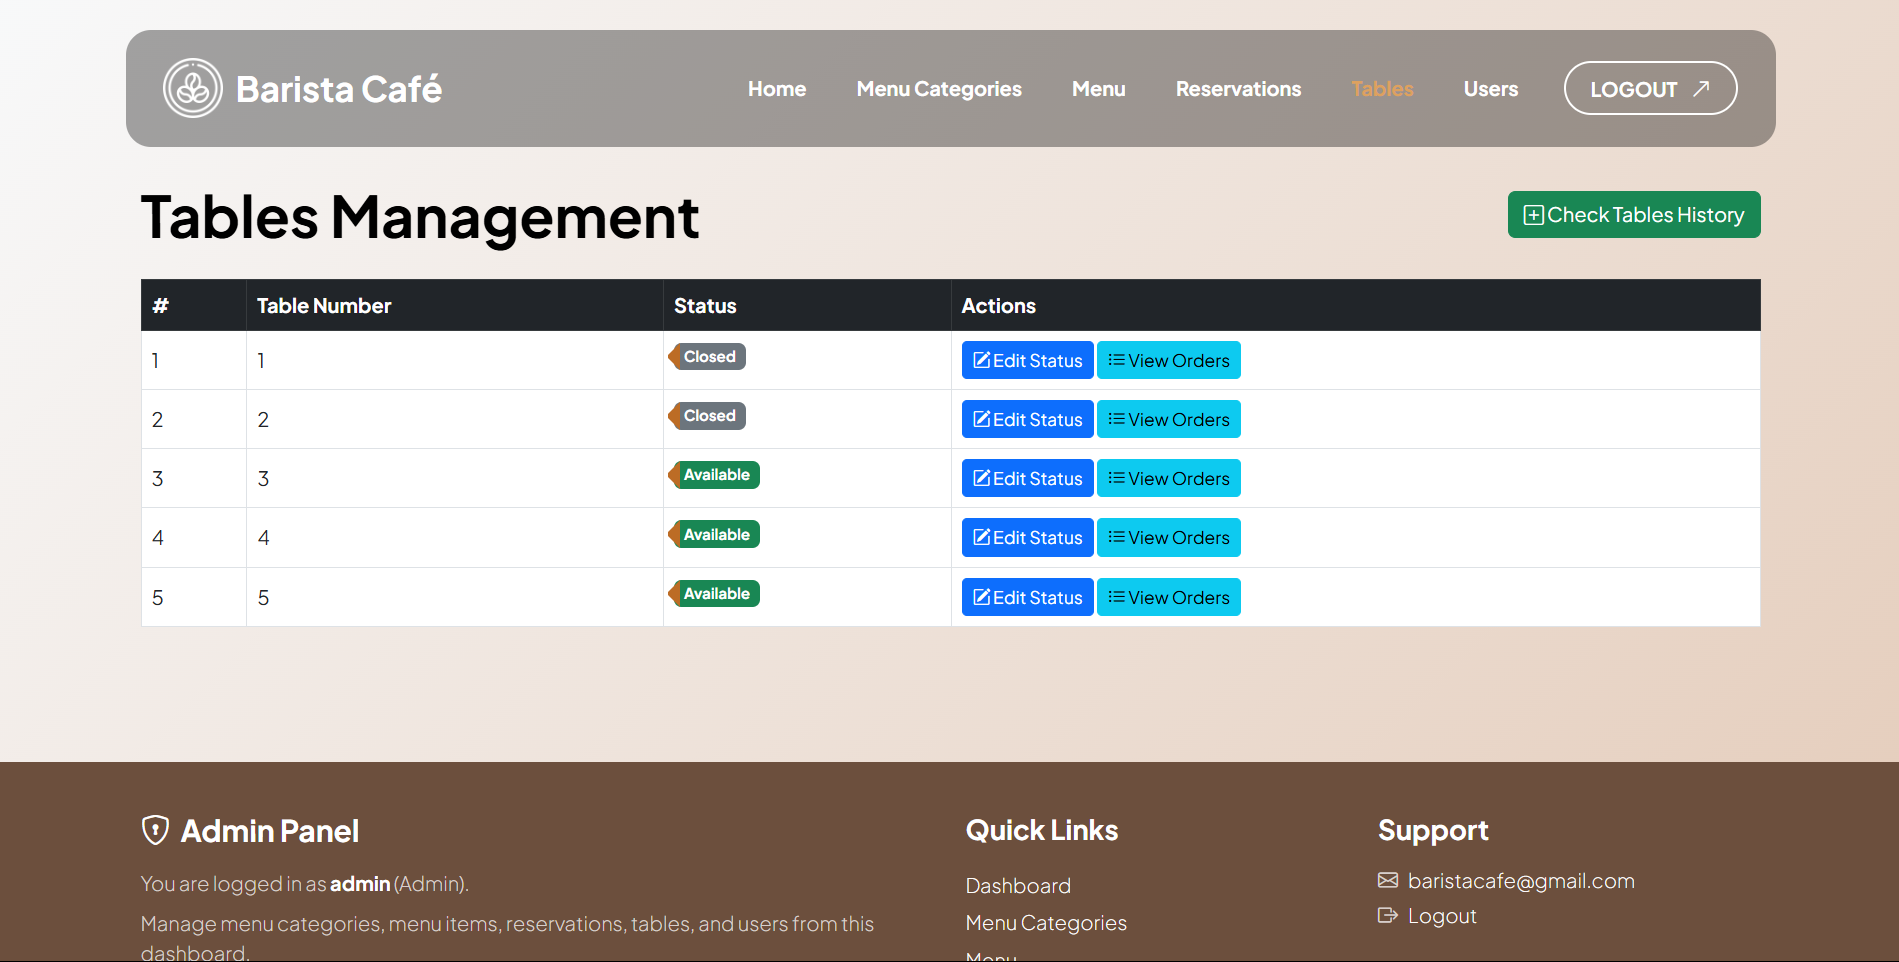 Barista Café
Home Menu Categories Menu Reservations Tables Users LOGOUT
Tables Management
Check Tables History
# Table Number Status Actions
1 1 Closed Edit Status View Orders
2 2 Closed Edit Status View Orders
3 3 Available Edit Status View Orders
4 4 Available Edit Status View Orders
5 5 Available Edit Status View Orders
Admin Panel
You are logged in as admin (Admin).
Manage menu categories, menu items, reservations, tables, and users from this
dashboard.
Quick Links
Dashboard
Menu Categories
Menu
Support
baristacafe@gmail.com
Logout